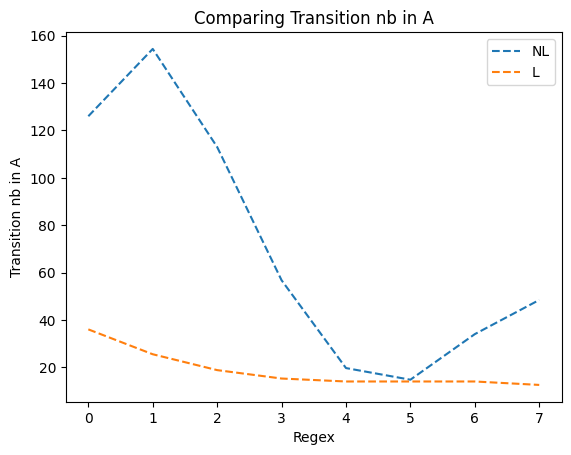 Comparing Transition nb in A
NL
L
Transition nb in A
160
140
120
100
80
60
40
20
0 1 2 3 4 5 6 7
Regex